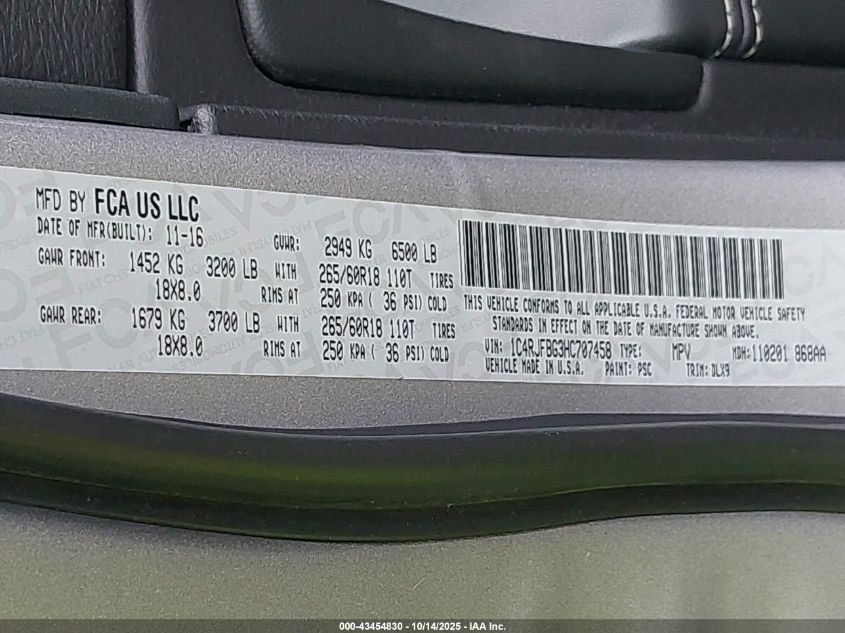 MFD BY FCA US LLC
DATE OF MFR(BUILT): 11-16 GVWR: 2949 KG 6500 LB
GAWR FRONT: 1452 KG 3200 LB WITH 265/60R18 110T TIRES
18X8.0 RIMS AT 250 KPA ( 36 PSI) COLD
GAWR REAR: 1679 KG 3700 LB WITH 265/60R18 110T TIRES
18X8.0 RIMS AT 250 KPA ( 36 PSI) COLD
THIS VEHICLE CONFORMS TO ALL APPLICABLE U.S.A. FEDERAL MOTOR VEHICLE SAFETY
STANDARDS IN EFFECT ON THE DATE OF MANUFACTURE SHOWN ABOVE.
VIN: 1C4RJFBG3HC707458 TYPE: MPV MDH:110201 868AA
VEHICLE MADE IN U.S.A. PAINT: PSC TRIM: DLX9
000-43454830 - 10/14/2025 - IAA Inc.